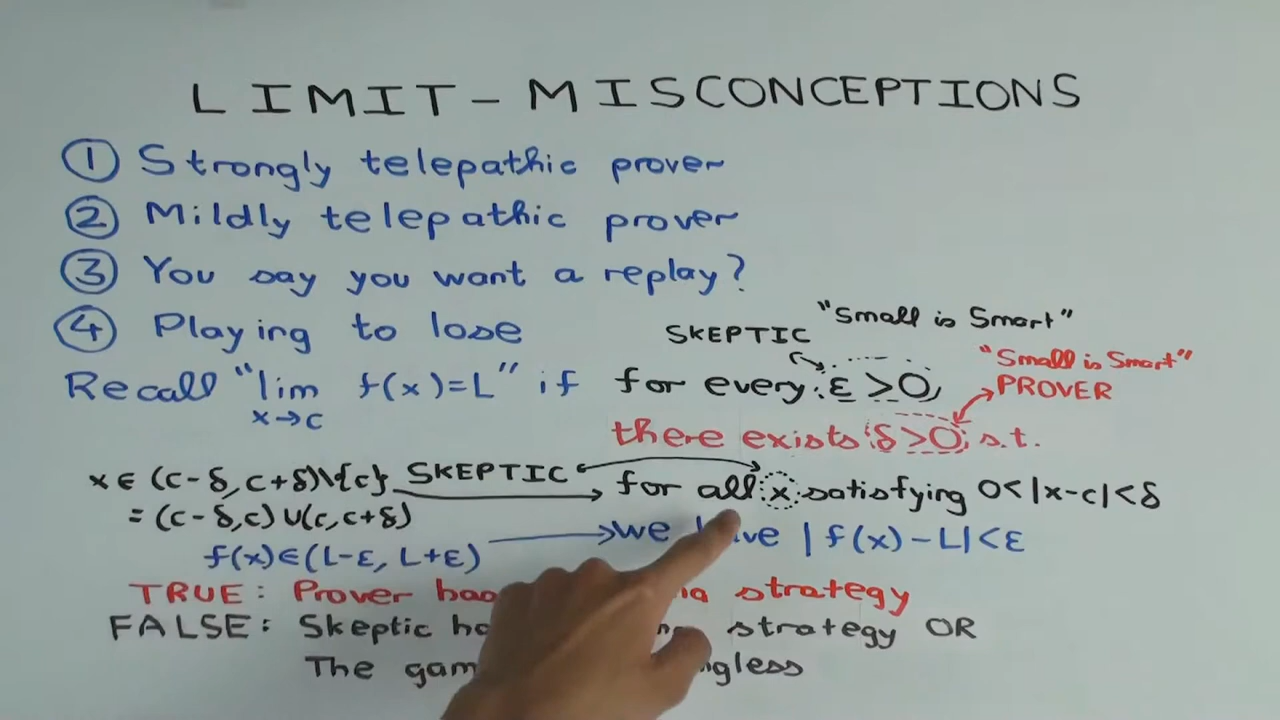 LIMIT - MISCONCEPTIONS
① Strongly telepathic prover
② Mildly telepathic prover
③ You say you want a replay?
④ Playing to lose
SKEPTIC "Small is Smart"
"Small is Smart"
PROVER
Recall "lim f(x)=L" if for every ε>0,
x→c
there exists δ>0 s.t.
x∈(c-δ,c+δ)\{c} SKEPTIC for all x satisfying 0<|x-c|<δ
=(c-δ,c)∪(c,c+δ)
f(x)∈(L-ε, L+ε) → we |f(x)-L|<ε
TRUE: Prover strategy
FALSE: Skeptic strategy OR
The